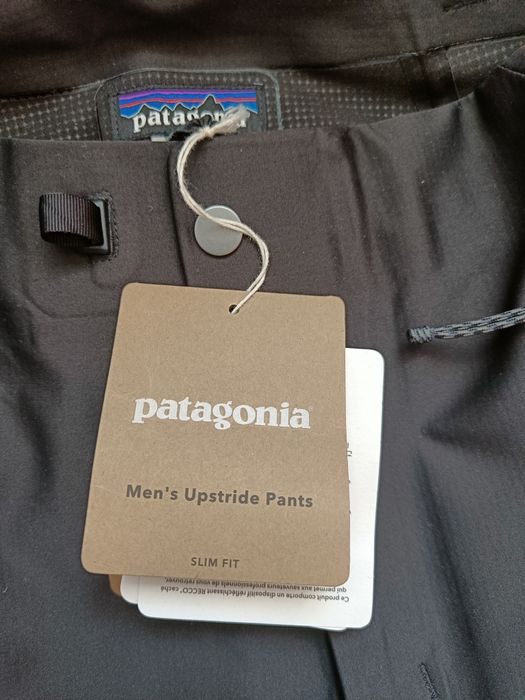 patagonia
patagonia
Men's Upstride Pants
SLIM FIT
Ce produit comporte un dispositif réfléchissant RECCO® caché
qui permet aux sauveteurs professionnels de vous retrouver.